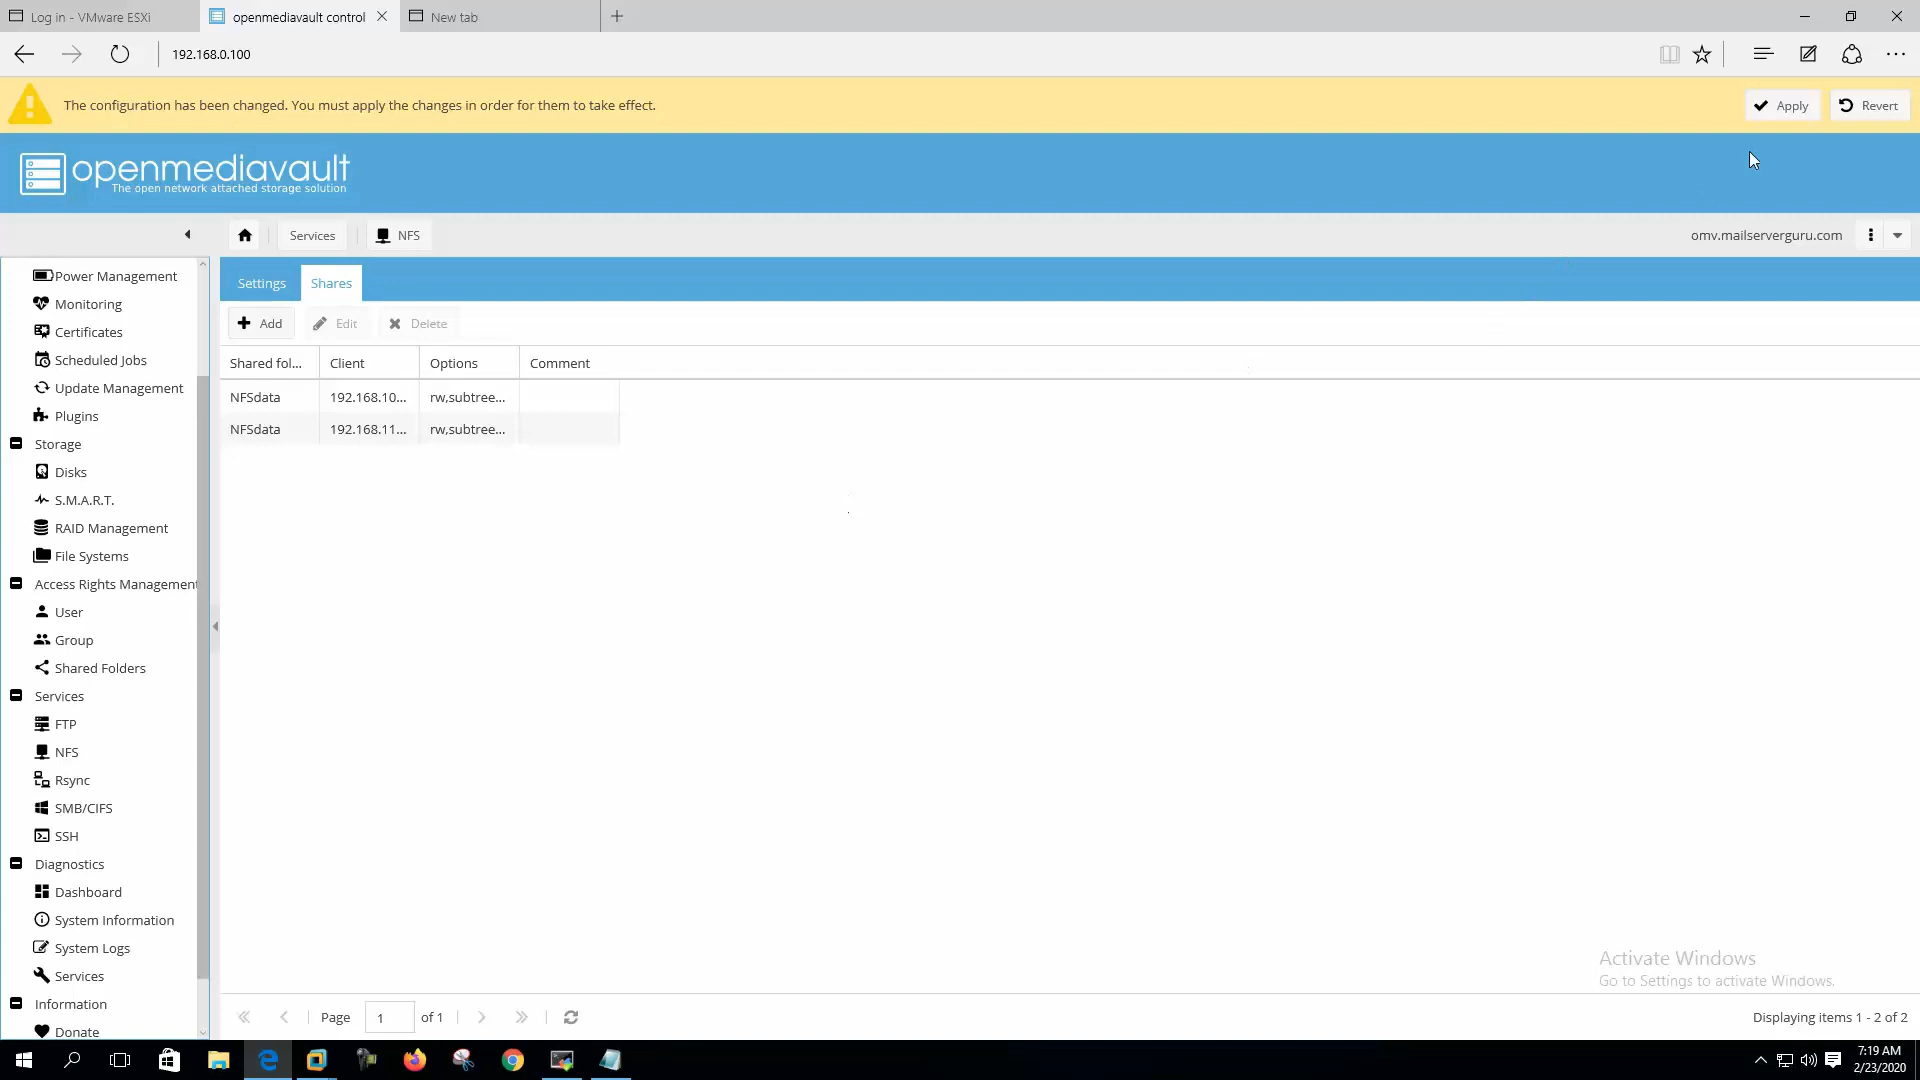 Log in - VMware ESXi
openmediavault control
New tab
192.168.0.100
The configuration has been changed. You must apply the changes in order for them to take effect.
Apply
Revert
openmediavault
The open network attached storage solution
Services
NFS
omv.mailserverguru.com
Power Management
Monitoring
Certificates
Scheduled Jobs
Update Management
Plugins
Storage
Disks
S.M.A.R.T.
RAID Management
File Systems
Access Rights Management
User
Group
Shared Folders
Services
FTP
NFS
Rsync
SMB/CIFS
SSH
Diagnostics
Dashboard
System Information
System Logs
Services
Information
Donate
Settings
Shares
Add
Edit
Delete
Shared fol... Client Options Comment
NFSdata 192.168.10... rw,subtree...
NFSdata 192.168.11... rw,subtree...
Activate Windows
Go to Settings to activate Windows.
Page 1 of 1
Displaying items 1 - 2 of 2
7:19 AM
2/23/2020